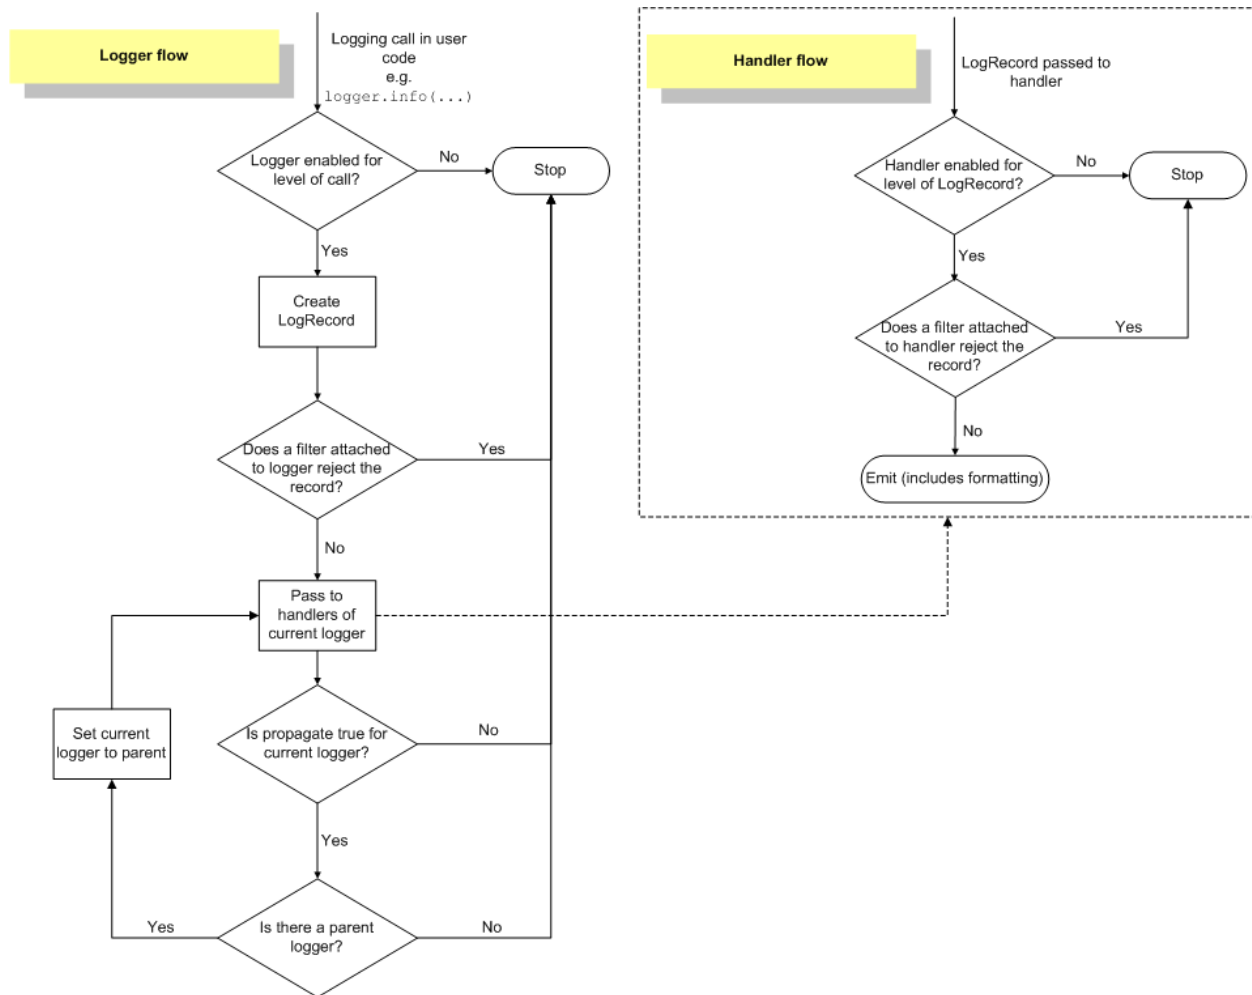 Logger flow
Logging call in user
code
e.g.
logger.info(...)
Logger enabled for
level of call?
No
Stop
Yes
Create
LogRecord
Does a filter attached
to logger reject the
record?
Yes
No
Pass to
handlers of
current logger
Set current
logger to parent
Is propagate true for
current logger?
No
Yes
Is there a parent
logger?
Yes
No
Handler flow
LogRecord passed to
handler
Handler enabled for
level of LogRecord?
No
Stop
Yes
Does a filter attached
to handler reject the
record?
Yes
No
Emit (includes formatting)